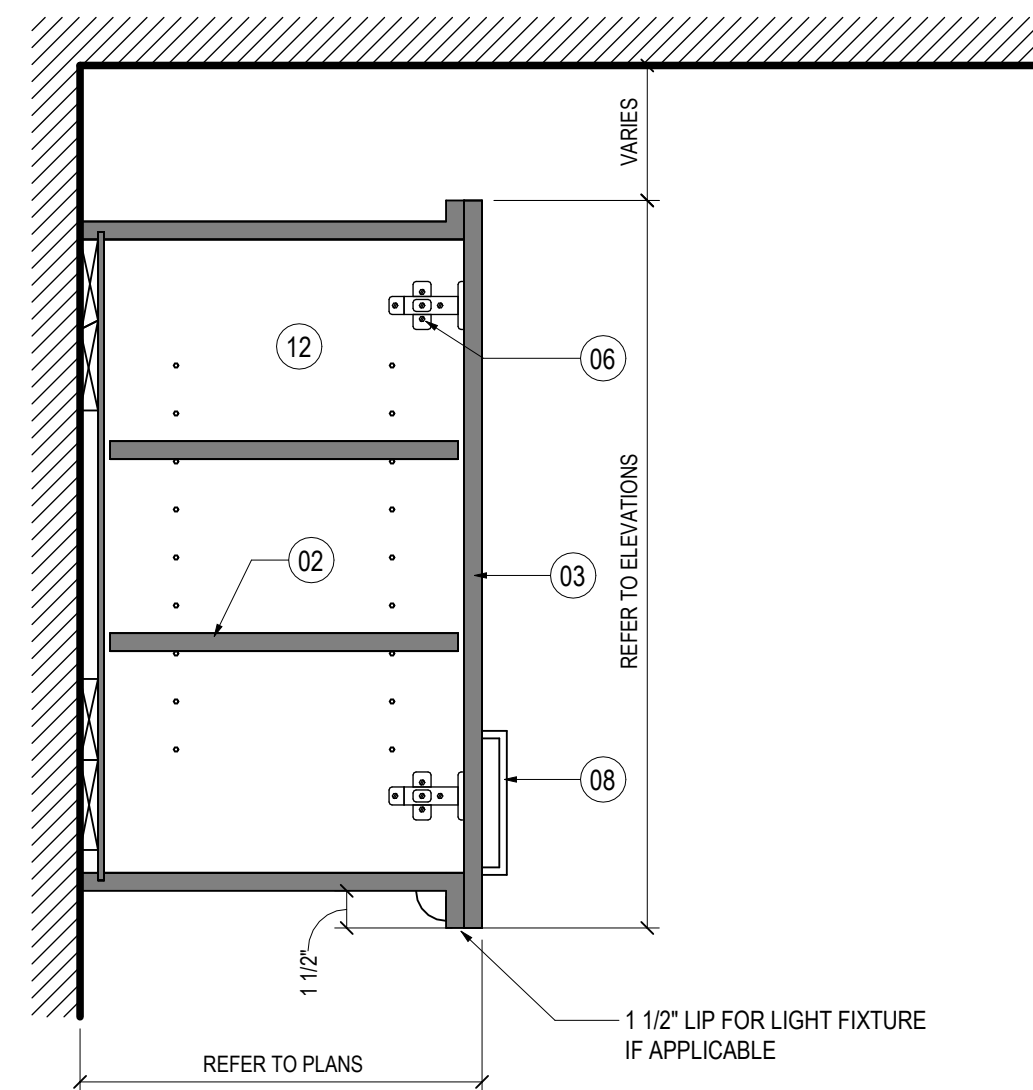 VARIES
12
06
REFER TO ELEVATIONS
02
03
08
1 1/2"
1 1/2" LIP FOR LIGHT FIXTURE
IF APPLICABLE
REFER TO PLANS